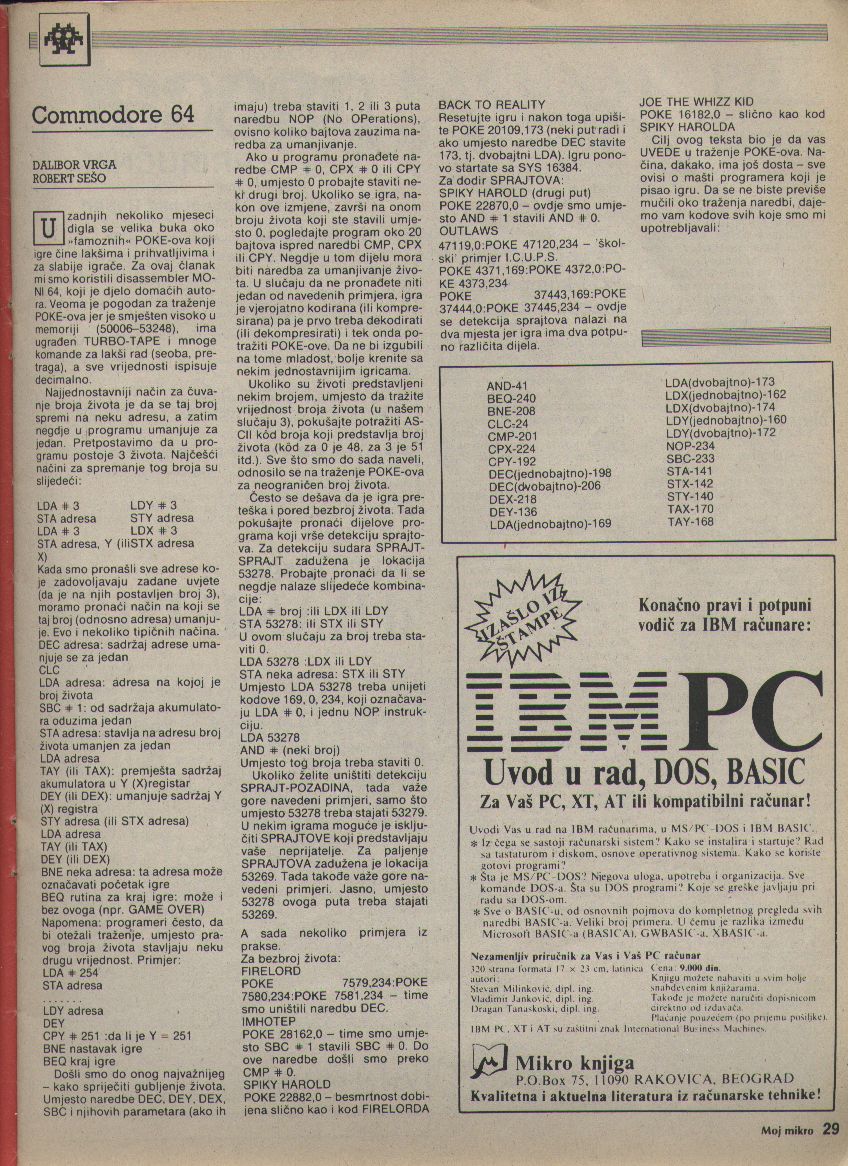 Commodore 64
DALIBOR VRGA
ROBERT SEŠO
U zadnjih nekoliko mjeseci
digla se velika buka oko
»famoznih« POKE-ova koji
igre čine lakšima i prihvatljivima i
za slabije igrače. Za ovaj članak
mi smo koristili disassembler MO-
NI 64, koji je djelo domaćih auto-
ra. Veoma je pogodan za traženje
POKE-ova jer je smješten visoko u
memoriji (50006–53248), ima
ugrađen TURBO-TAPE i mnoge
komande za lakši rad (seoba, pre-
traga), a sve vrijednosti ispisuje
decimalno.
Najjednostavniji način za čuva-
nje broja života je da se taj broj
spremi na neku adresu, a zatim
negdje u programu umanjuje za
jedan. Pretpostavimo da u pro-
gramu postoje 3 života. Najčešći
načini za spremanje tog broja su
slijedeći:
LDA # 3 LDY # 3
STA adresa STY adresa
LDA # 3 LDX # 3
STA adresa, Y (iliSTX adresa
X)
Kada smo pronašli sve adrese ko-
je zadovoljavaju zadane uvjete
(da je na njih postavljen broj 3),
moramo pronaći način na koji se
taj broj (odnosno adresa) umanju-
je. Evo i nekoliko tipičnih načina.
DEC adresa: sadržaj adrese uma-
njuje se za jedan
CLC
LDA adresa: adresa na kojoj je
broj života
SBC # 1: od sadržaja akumulato-
ra oduzima jedan
STA adresa: stavlja na adresu broj
života umanjen za jedan
LDA adresa
TAY (ili TAX): premješta sadržaj
akumulatora u Y (X)registar
DEY (ili DEX): umanjuje sadržaj Y
(X) registra
STY adresa (ili STX adresa)
LDA adresa
TAY (ili TAX)
DEY (ili DEX)
BNE neka adresa: ta adresa može
označavati početak igre
BEQ rutina za kraj igre: može i
bez ovoga (npr. GAME OVER)
Napomena: programeri često, da
bi otežali traženje, umjesto pra-
vog broja života stavljaju neku
drugu vrijednost. Primjer:
LDA # 254
STA adresa
. . . . . . .
LDY adresa
DEY
CPY # 251 :da li je Y = 251
BNE nastavak igre
BEQ kraj igre
Došli smo do onog najvažnijeg
– kako spriječiti gubljenje života.
Umjesto naredbe DEC, DEY, DEX,
SBC i njihovih parametara (ako ih
imaju) treba staviti 1, 2 ili 3 puta
naredbu NOP (No OPerations),
ovisno koliko bajtova zauzima na-
redba za umanjivanje.
Ako u programu pronađete na-
redbe CMP # 0, CPX # 0 ili CPY
# 0, umjesto 0 probajte staviti ne-
ki drugi broj. Ukoliko se igra, na-
kon ove izmjene, završi na onom
broju života koji ste stavili umje-
sto 0, pogledajte program oko 20
bajtova ispred naredbi CMP, CPX
ili CPY. Negdje u tom dijelu mora
biti naredba za umanjivanje živo-
ta. U slučaju da ne pronađete niti
jedan od navedenih primjera, igra
je vjerojatno kodirana (ili kompre-
sirana) pa je prvo treba dekodirati
(ili dekompresirati) i tek onda po-
tražiti POKE-ove. Da ne bi izgubili
na tome mladost, bolje krenite sa
nekim jednostavnijim igricama.
Ukoliko su životi predstavljeni
nekim brojem, umjesto da tražite
vrijednost broja života (u našem
slučaju 3), pokušajte potražiti AS-
CII kôd broja koji predstavlja broj
života (kôd za 0 je 48, za 3 je 51
itd.). Sve što smo do sada naveli,
odnosilo se na traženje POKE-ova
za neograničen broj života.
Često se dešava da je igra pre-
teška i pored bezbroj života. Tada
pokušajte pronaći dijelove pro-
grama koji vrše detekciju sprajto-
va. Za detekciju sudara SPRAJT-
SPRAJT zadužena je lokacija
53278. Probajte pronaći da li se
negdje nalaze slijedeće kombina-
cije:
LDA # broj :ili LDX ili LDY
STA 53278: ili STX ili STY
U ovom slučaju za broj treba sta-
viti 0.
LDA 53278 :LDX ili LDY
STA neka adresa: STX ili STY
Umjesto LDA 53278 treba unijeti
kodove 169, 0, 234, koji označava-
ju LDA # 0, i jednu NOP instruk-
ciju.
LDA 53278
AND # (neki broj)
Umjesto tog broja treba staviti 0.
Ukoliko želite uništiti detekciju
SPRAJT-POZADINA, tada važe
gore navedeni primjeri, samo što
umjesto 53278 treba stajati 53279.
U nekim igrama moguće je isklju-
čiti SPRAJTOVE koji predstavljaju
vaše neprijatelje. Za paljenje
SPRAJTOVA zadužena je lokacija
53269. Tada takođe važe gore na-
vedeni primjeri. Jasno, umjesto
53278 ovoga puta treba stajati
53269.
A sada nekoliko primjera iz
prakse.
Za bezbroj života:
FIRELORD
POKE 7579,234:POKE
7580,234:POKE 7581,234 – time
smo uništili naredbu DEC.
IMHOTEP
POKE 28162,0 – time smo umje-
sto SBC # 1 stavili SBC # 0. Do
ove naredbe došli smo preko
CMP # 0.
SPIKY HAROLD
POKE 22882,0 – besmrtnost dobi-
jena slično kao i kod FIRELORDA
BACK TO REALITY
Resetujte igru i nakon toga upiši-
te POKE 20109,173 (neki put radi i
ako umjesto naredbe DEC stavite
173, tj. dvobajtni LDA). Igru pono-
vo startate sa SYS 16384.
Za dodir SPRAJTOVA:
SPIKY HAROLD (drugi put)
POKE 22870,0 – ovdje smo umje-
sto AND # 1 stavili AND # 0.
OUTLAWS
47119,0:POKE 47120,234 – 'škol-
ski' primjer I.C.U.P.S.
POKE 4371,169:POKE 4372,0:PO-
KE 4373,234
POKE 37443,169:POKE
37444,0:POKE 37445,234 – ovdje
se detekcija sprajtova nalazi na
dva mjesta jer igra ima dva potpu-
no različita dijela.
JOE THE WHIZZ KID
POKE 16182,0 – slično kao kod
SPIKY HAROLDA
Cilj ovog teksta bio je da vas
UVEDE u traženje POKE-ova. Na-
čina, dakako, ima još dosta – sve
ovisi o mašti programera koji je
pisao igru. Da se ne biste previše
mučili oko traženja naredbi, daje-
mo vam kodove svih koje smo mi
upotrebljavali:
AND-41
BEQ-240
BNE-208
CLC-24
CMP-201
CPX-224
CPY-192
DEC(jednobajtno)-198
DEC(dvobajtno)-206
DEX-218
DEY-136
LDA(jednobajtno)-169
LDA(dvobajtno)-173
LDX(jednobajtno)-162
LDX(dvobajtno)-174
LDY(jednobajtno)-160
LDY(dvobajtno)-172
NOP-234
SBC-233
STA-141
STX-142
STY-140
TAX-170
TAY-168
IZAŠLO IZ
ŠTAMPE
Konačno pravi i potpuni
vodič za IBM računare:
IBM PC
Uvod u rad, DOS, BASIC
Za Vaš PC, XT, AT ili kompatibilni računar!
Uvodi Vas u rad na IBM računarima, u MS/PC-DOS i IBM BASIC.
* Iz čega se sastoji računarski sistem? Kako se instalira i startuje? Rad
sa tastaturom i diskom, osnove operativnog sistema. Kako se koriste
gotovi programi?
* Šta je MS/PC-DOS? Njegova uloga, upotreba i organizacija. Sve
komande DOS-a. Šta su DOS programi? Koje se greške javljaju pri
radu sa DOS-om.
* Sve o BASIC-u, od osnovnih pojmova do kompletnog pregleda svih
naredbi BASIC-a. Veliki broj primera. U čemu je razlika između
Microsoft BASIC-a (BASICA), GWBASIC-a, XBASIC-a.
Nezamenljiv priručnik za Vas i Vaš PC računar
320 strana formata 17 × 23 cm, latinica Cena: 9.000 din.
autori:
Stevan Milinković, dipl. ing.
Vladimir Janković, dipl. ing.
Dragan Tanaskoski, dipl. ing.
Knjigu možete nabaviti u svim bolje
snabdevenim knjižarama.
Takođe je možete naručiti dopisnicom
direktno od izdavača.
Plaćanje pouzećem (po prijemu pošiljke).
IBM PC, XT i AT su zaštitni znak International Business Machines.
Mikro knjiga
P.O.Box 75, 11090 RAKOVICA, BEOGRAD
Kvalitetna i aktuelna literatura iz računarske tehnike!
Moj mikro 29